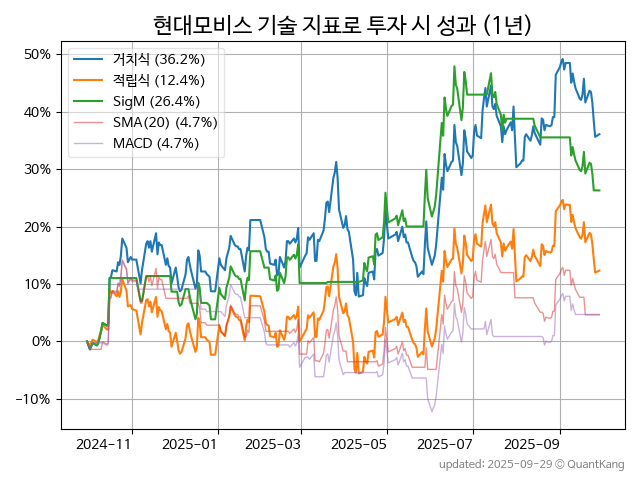 현대모비스 기술 지표로 투자 시 성과 (1년)
거치식 (36.2%)
적립식 (12.4%)
SigM (26.4%)
SMA(20) (4.7%)
MACD (4.7%)
50%
40%
30%
20%
10%
0%
−10%
2024-11 2025-01 2025-03 2025-05 2025-07 2025-09
updated: 2025-09-29 © QuantKang